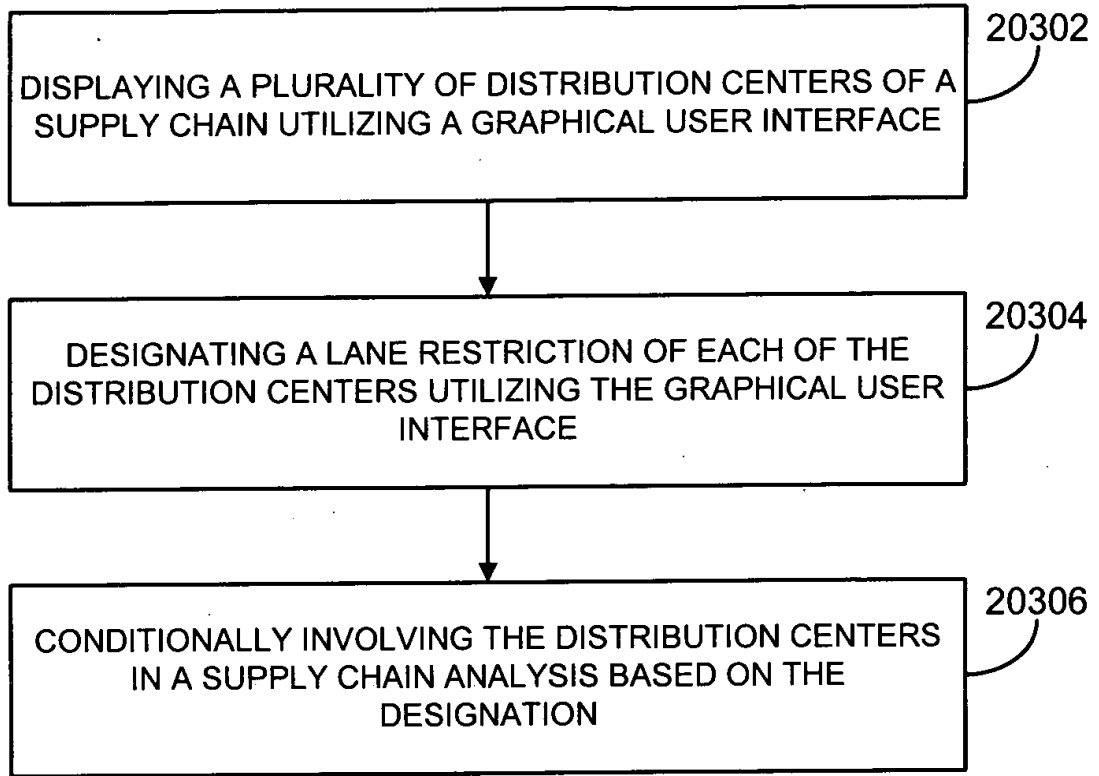 20302
DISPLAYING A PLURALITY OF DISTRIBUTION CENTERS OF A
SUPPLY CHAIN UTILIZING A GRAPHICAL USER INTERFACE
20304
DESIGNATING A LANE RESTRICTION OF EACH OF THE
DISTRIBUTION CENTERS UTILIZING THE GRAPHICAL USER
INTERFACE
20306
CONDITIONALLY INVOLVING THE DISTRIBUTION CENTERS
IN A SUPPLY CHAIN ANALYSIS BASED ON THE
DESIGNATION